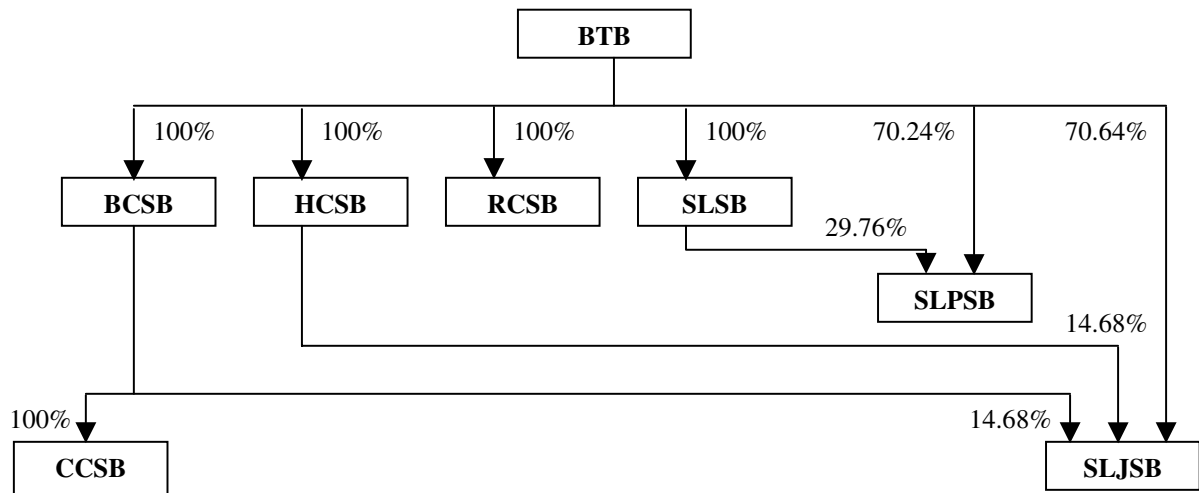 BTB
100% 100% 100% 100% 70.24% 70.64%
BCSB HCSB RCSB SLSB
29.76%
SLPSB
14.68%
100% 14.68%
CCSB SLJSB